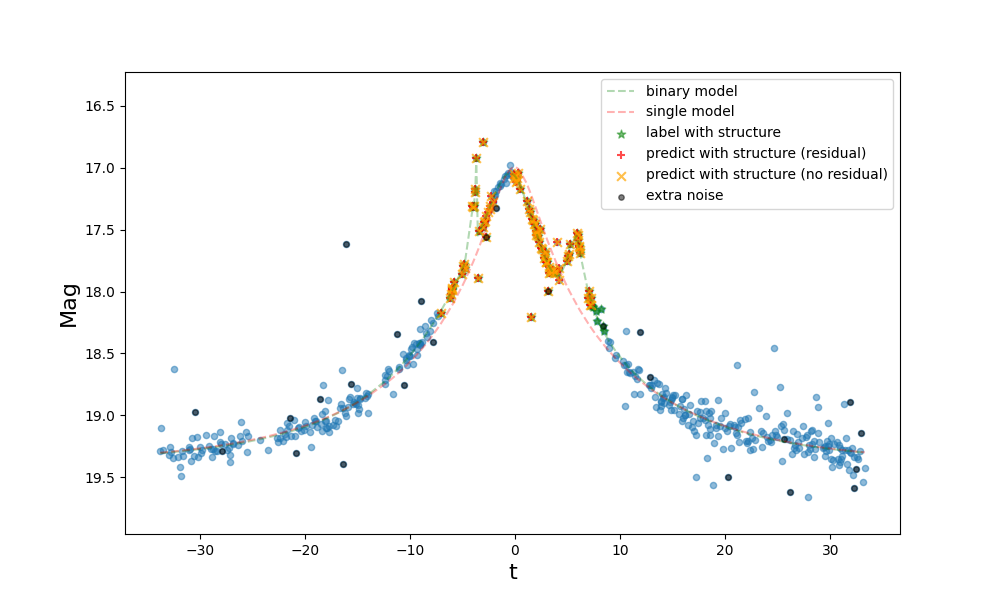 binary model
single model
label with structure
predict with structure (residual)
predict with structure (no residual)
extra noise
Mag
16.5
17.0
17.5
18.0
18.5
19.0
19.5
−30
−20
−10
0
10
20
30
t